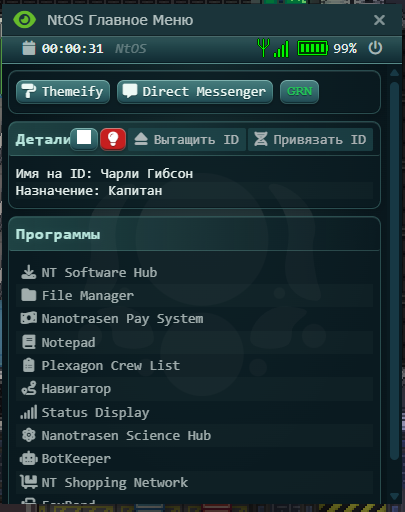 NtOS Главное Меню
00:00:31 NtOS 99%
Themeify Direct Messenger GRN
Детали Вытащить ID Привязать ID
Имя на ID: Чарли Гибсон
Назначение: Капитан
Программы
NT Software Hub
File Manager
Nanotrasen Pay System
Notepad
Plexagon Crew List
Навигатор
Status Display
Nanotrasen Science Hub
BotKeeper
NT Shopping Network